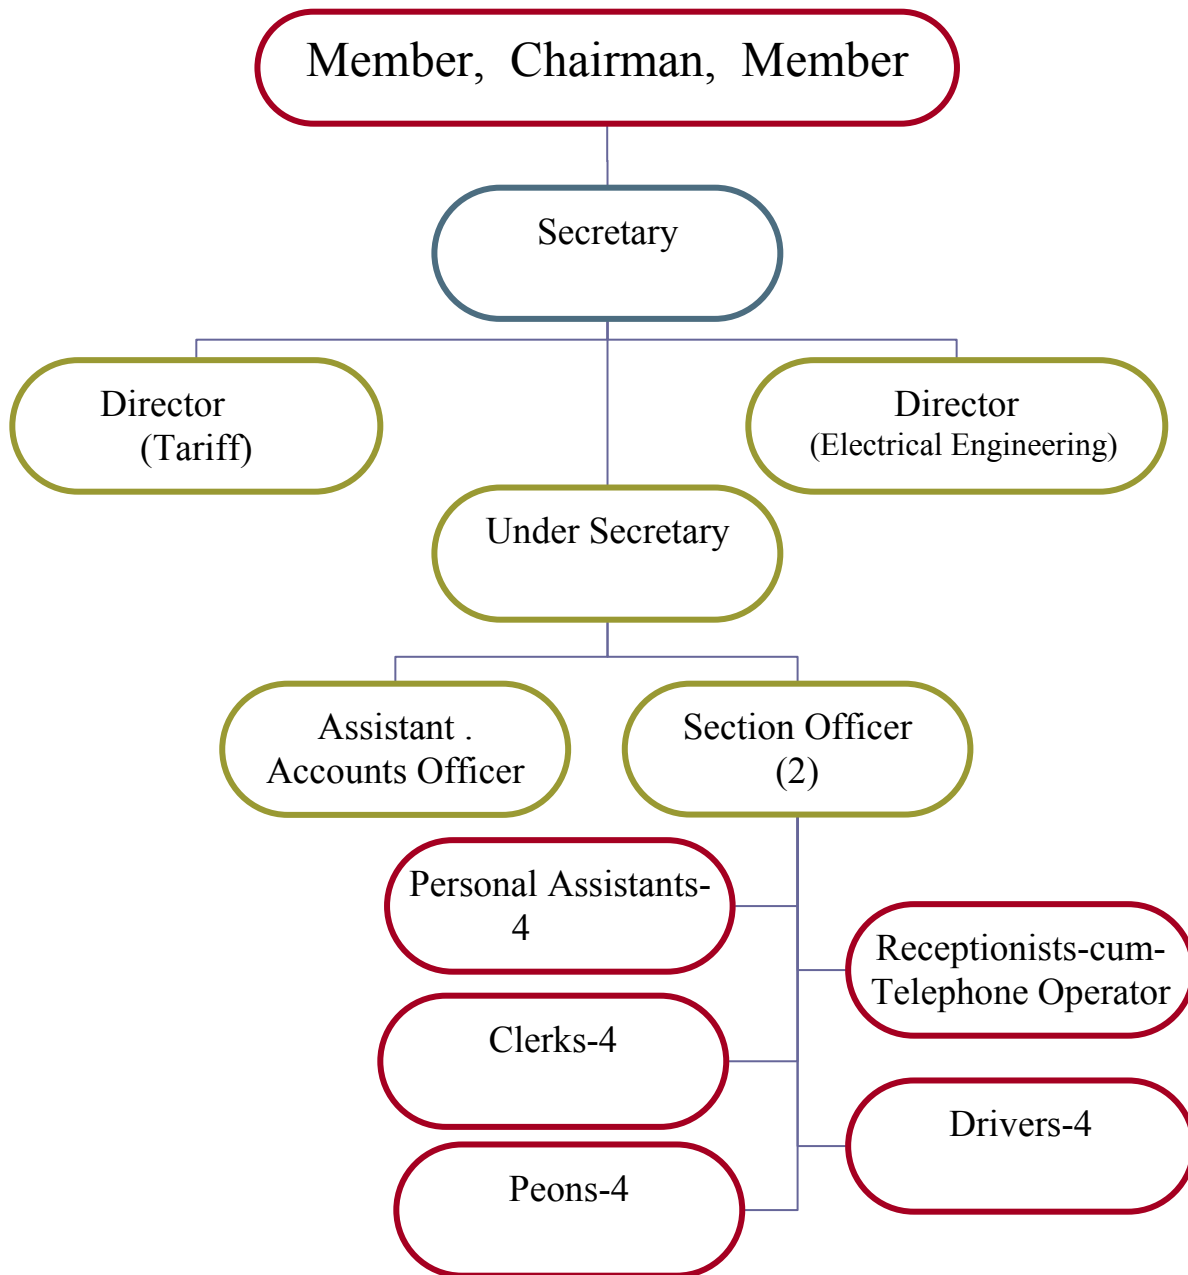 Member,  Chairman,  Member
Secretary
Director
(Tariff)
Director
(Electrical Engineering)
Under Secretary
Assistant .
Accounts Officer
Section Officer
(2)
Personal Assistants-
4
Receptionists-cum-
Telephone Operator
Clerks-4
Drivers-4
Peons-4